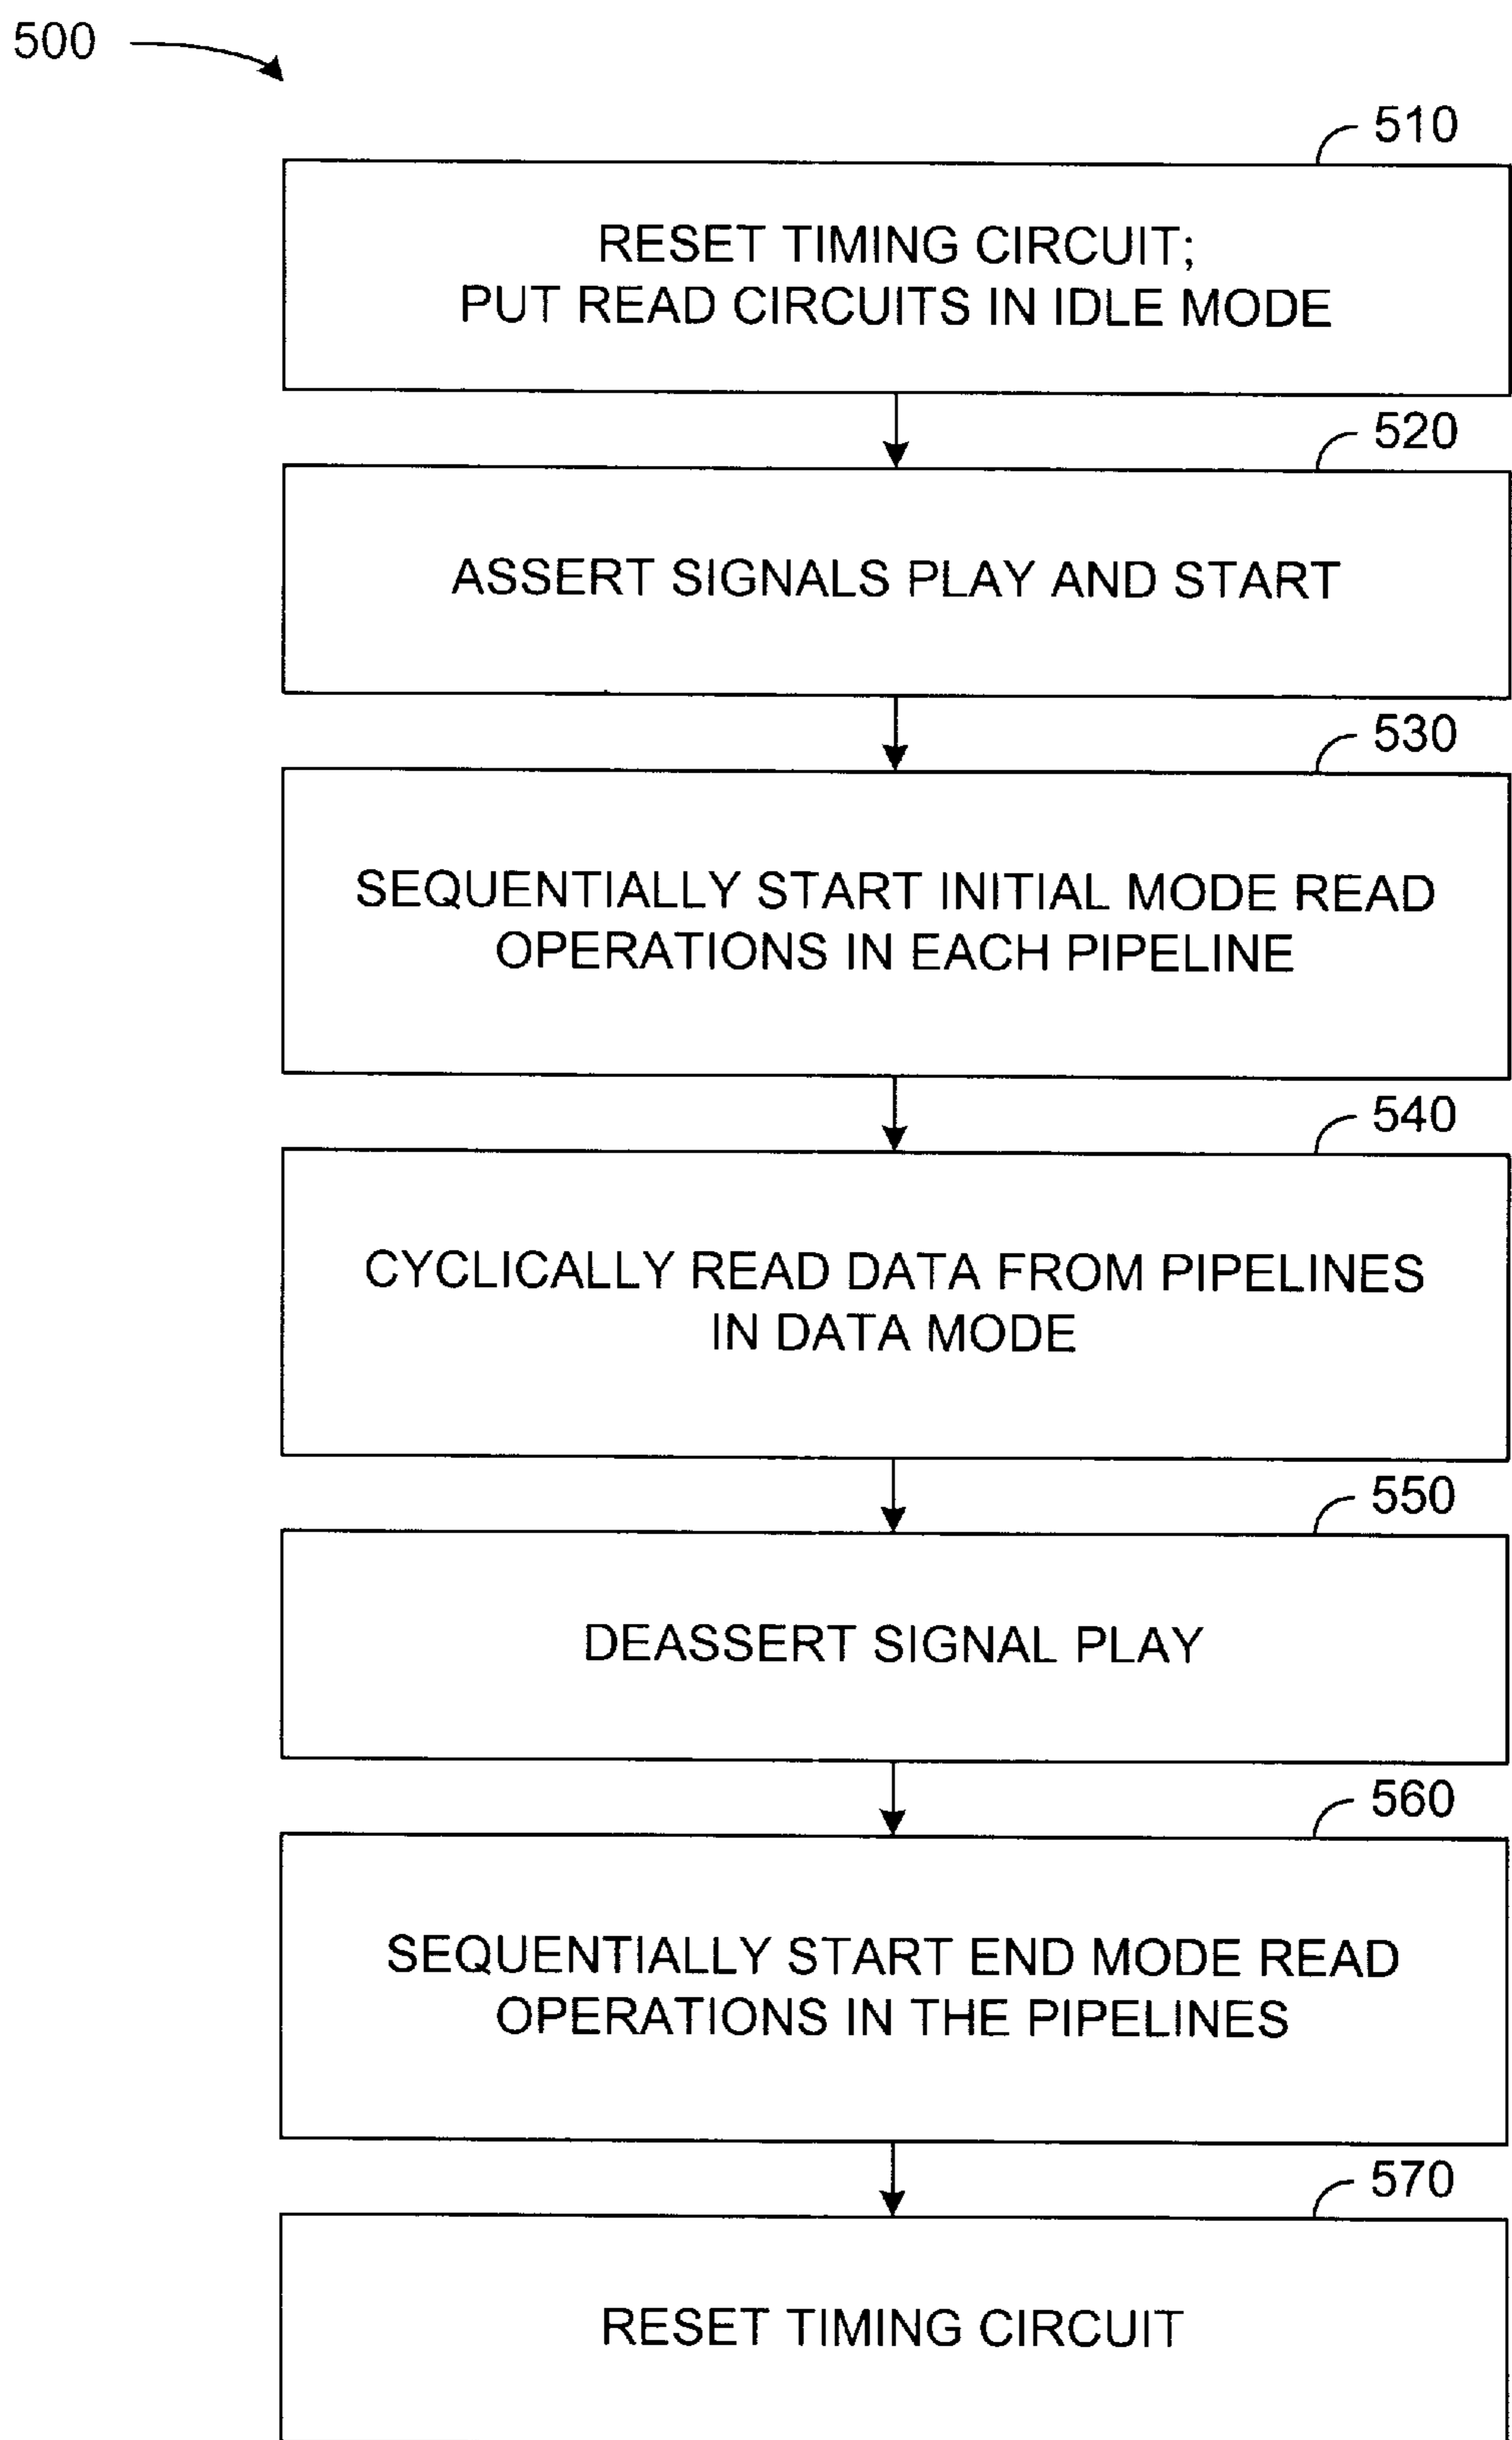 500
510
RESET TIMING CIRCUIT;
PUT READ CIRCUITS IN IDLE MODE
520
ASSERT SIGNALS PLAY AND START
530
SEQUENTIALLY START INITIAL MODE READ
OPERATIONS IN EACH PIPELINE
540
CYCLICALLY READ DATA FROM PIPELINES
IN DATA MODE
550
DEASSERT SIGNAL PLAY
560
SEQUENTIALLY START END MODE READ
OPERATIONS IN THE PIPELINES
570
RESET TIMING CIRCUIT